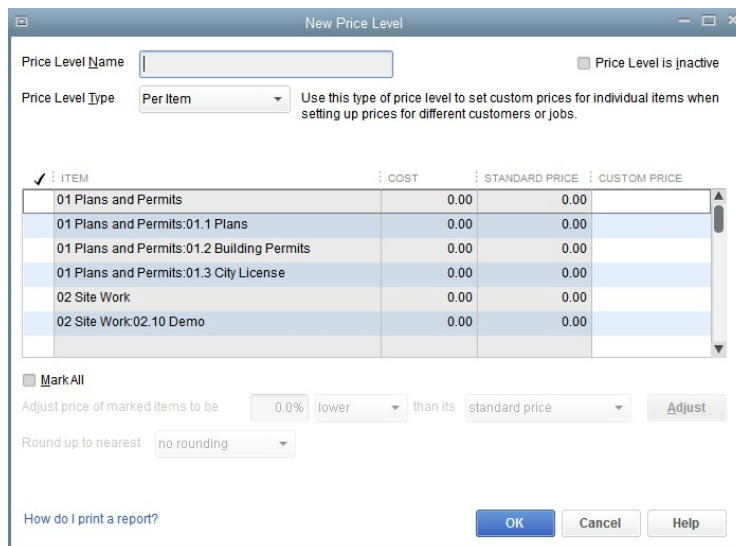 New Price Level
Price Level Name
Price Level is inactive
Price Level Type Per Item Use this type of price level to set custom prices for individual items when
setting up prices for different customers or jobs.
ITEM COST STANDARD PRICE CUSTOM PRICE
01 Plans and Permits 0.00 0.00
01 Plans and Permits:01.1 Plans 0.00 0.00
01 Plans and Permits:01.2 Building Permits 0.00 0.00
01 Plans and Permits:01.3 City License 0.00 0.00
02 Site Work 0.00 0.00
02 Site Work:02.10 Demo 0.00 0.00
Mark All
Adjust price of marked items to be 0.0% lower than its standard price Adjust
Round up to nearest no rounding
How do I print a report? OK Cancel Help